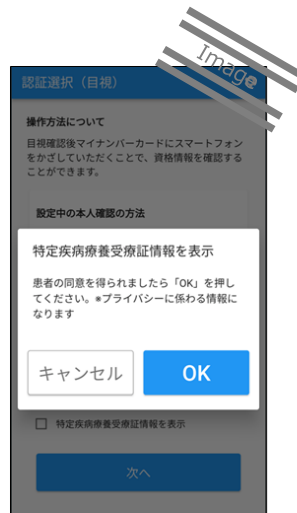 Image
認証選択（目視）
操作方法について
目視確認後マイナンバーカードにスマートフォン
をかざしていただくことで、資格情報を確認する
ことができます。
設定中の本人確認の方法
特定疾病療養受療証情報を表示
患者の同意を得られましたら「OK」を押し
てください。※プライバシーに係わる情報に
なります
キャンセル
OK
特定疾病療養受療証情報を表示
次へ